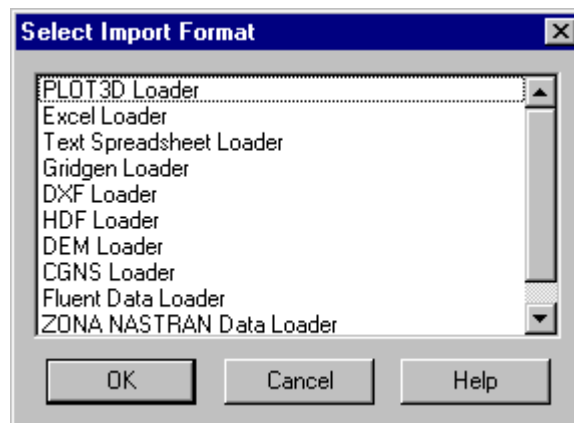 Select Import Format
PLOT3D Loader
Excel Loader
Text Spreadsheet Loader
Gridgen Loader
DXF Loader
HDF Loader
DEM Loader
CGNS Loader
Fluent Data Loader
ZONA NASTRAN Data Loader
OK
Cancel
Help